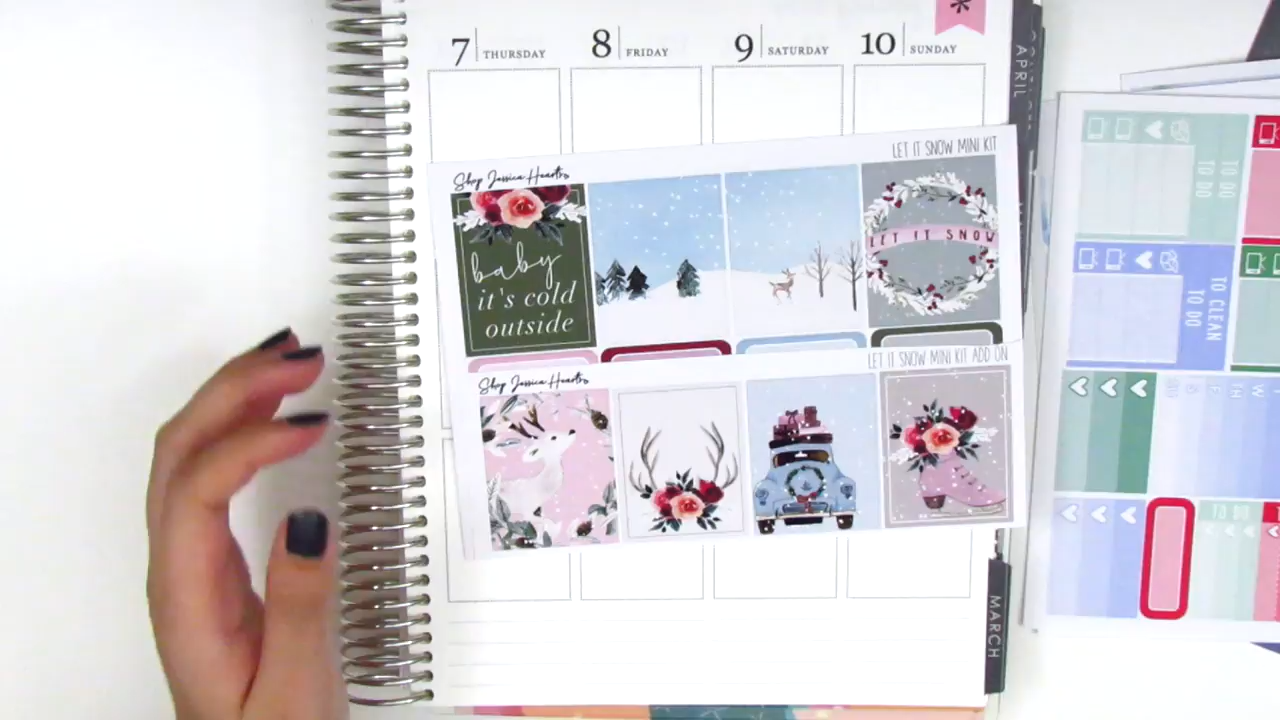 7 THURSDAY
8 FRIDAY
9 SATURDAY
10 SUNDAY
*
APRIL
LET IT SNOW MINI KIT
Shop Jessica Hearts
baby
it's cold
outside
LET IT SNOW
LET IT SNOW MINI KIT ADD ON
Shop Jessica Hearts
TO DO
TO DO
TO CLEAN
TO DO
TO DO
MARCH